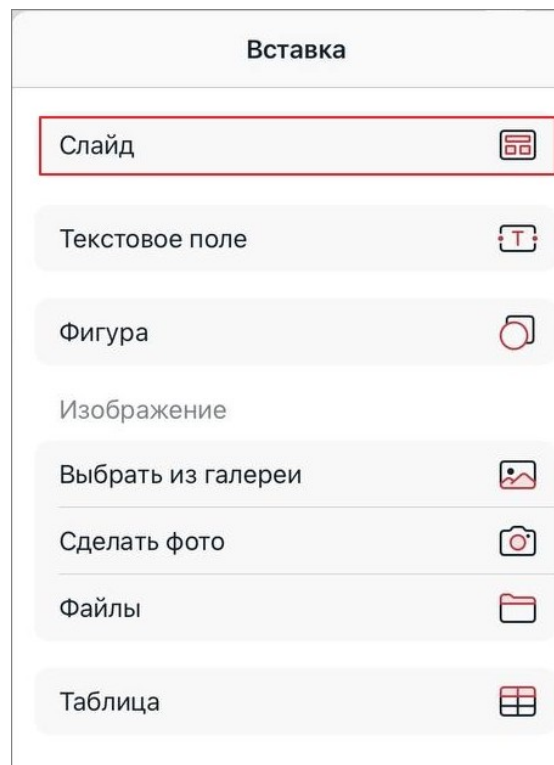 Вставка
Слайд
Текстовое поле
T
Фигура
Изображение
Выбрать из галереи
Сделать фото
Файлы
Таблица